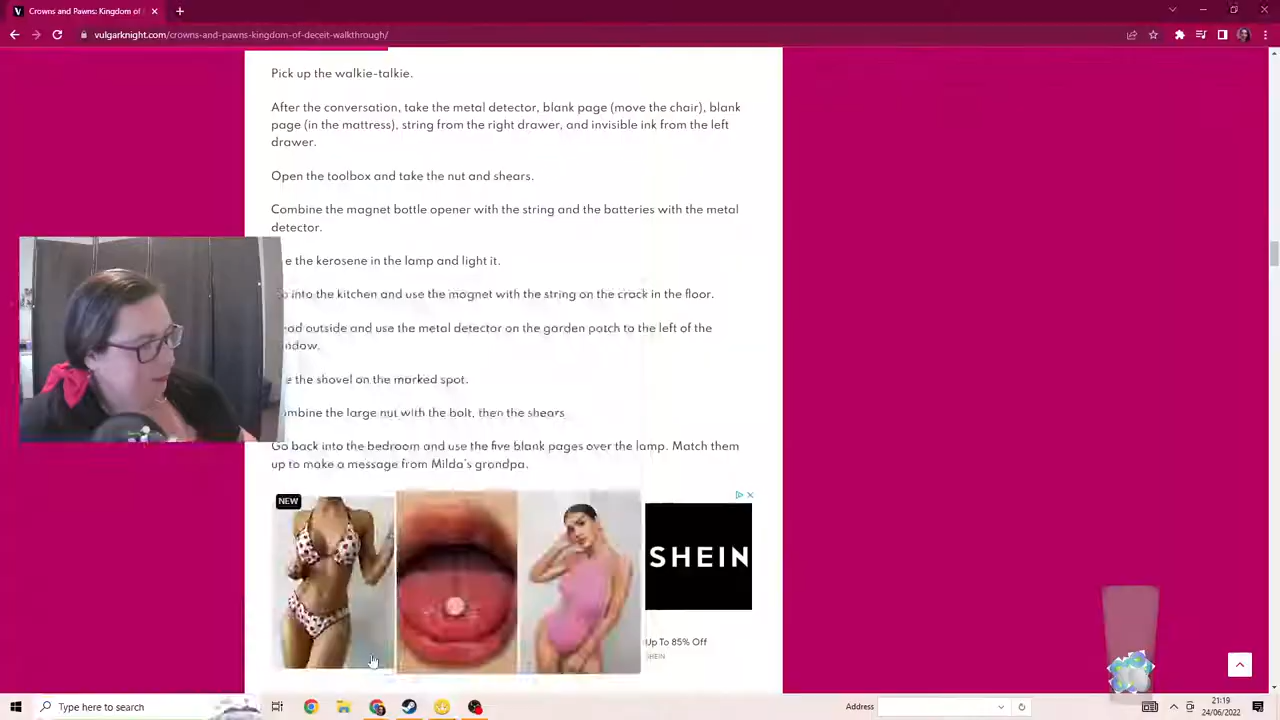 Crowns and Pawns: Kingdom of
vulgarknight.com/crowns-and-pawns-kingdom-of-deceit-walkthrough/
Pick up the walkie-talkie.
After the conversation, take the metal detector, blank page (move the chair), blank
page (in the mattress), string from the right drawer, and invisible ink from the left
drawer.
Open the toolbox and take the nut and shears.
Combine the magnet bottle opener with the string and the batteries with the metal
detector.
e the kerosene in the lamp and light it.
o into the kitchen and use the magnet with the string on the crack in the floor.
ead outside and use the metal detector on the garden patch to the left of the
ndow.
e the shovel on the marked spot.
ombine the large nut with the bolt, then the shears
Go back into the bedroom and use the five blank pages over the lamp. Match them
up to make a message from Milda's grandpa.
NEW
SHEIN
Up To 85% Off
SHEIN
Type here to search
Address
21:19
24/06/2022